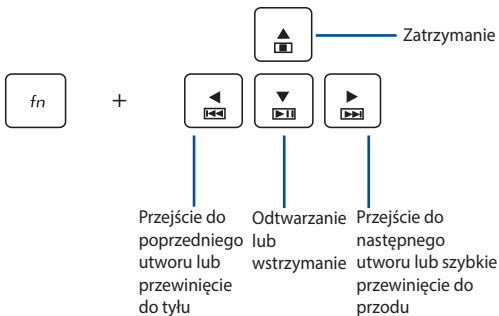 Zatrzymanie
fn
+
Przejście do
poprzedniego
utworu lub
przewinięcie
do tyłu
Odtwarzanie
lub
wstrzymanie
Przejście do
następnego
utworu lub szybkie
przewinięcie do
przodu